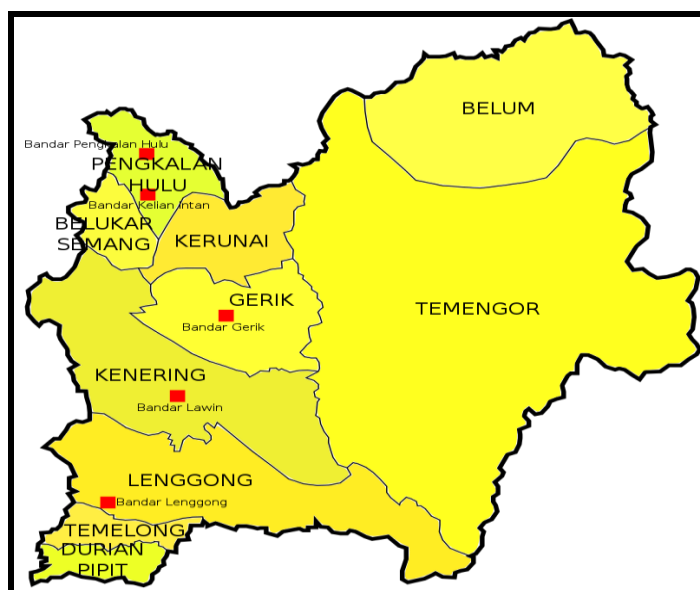 BELUM
Bandar Pengkalan Hulu
PENGKALAN
HULU
Bandar Kelian Intan
BELUKAR
SEMANG
KERUNAI
GERIK
Bandar Gerik
TEMENGOR
KENERING
Bandar Lawin
LENGGONG
Bandar Lenggong
TEMELONG
DURIAN
PIPIT